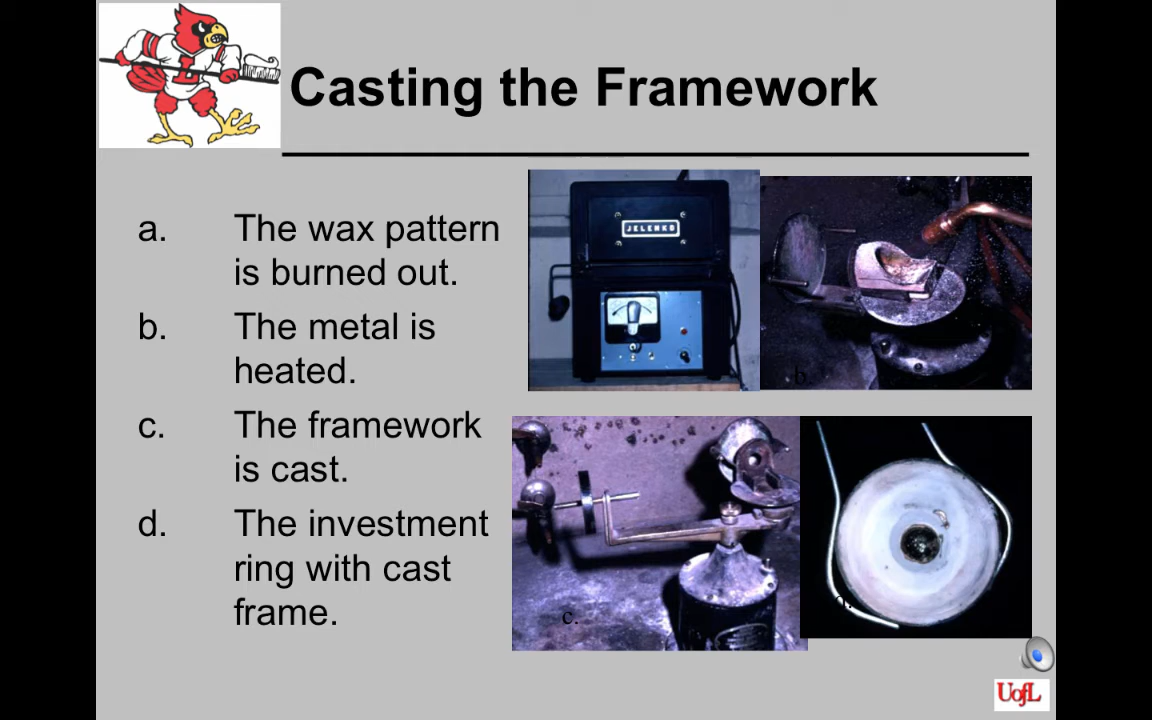 Casting the Framework
a. The wax pattern
is burned out.
b. The metal is
heated.
c. The framework
is cast.
d. The investment
ring with cast
frame.
JELENKO
b.
c.
d.
UofL